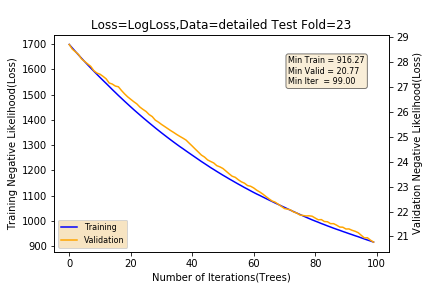 Loss=LogLoss,Data=detailed Test Fold=23
Training Negative Likelihood(Loss)
1700
1600
1500
1400
1300
1200
1100
1000
900
Min Train = 916.27
Min Valid = 20.77
Min Iter = 99.00
Training
Validation
29
28
27
26
25
24
23
22
21
Validation Negative Likelihood(Loss)
0 20 40 60 80 100
Number of Iterations(Trees)